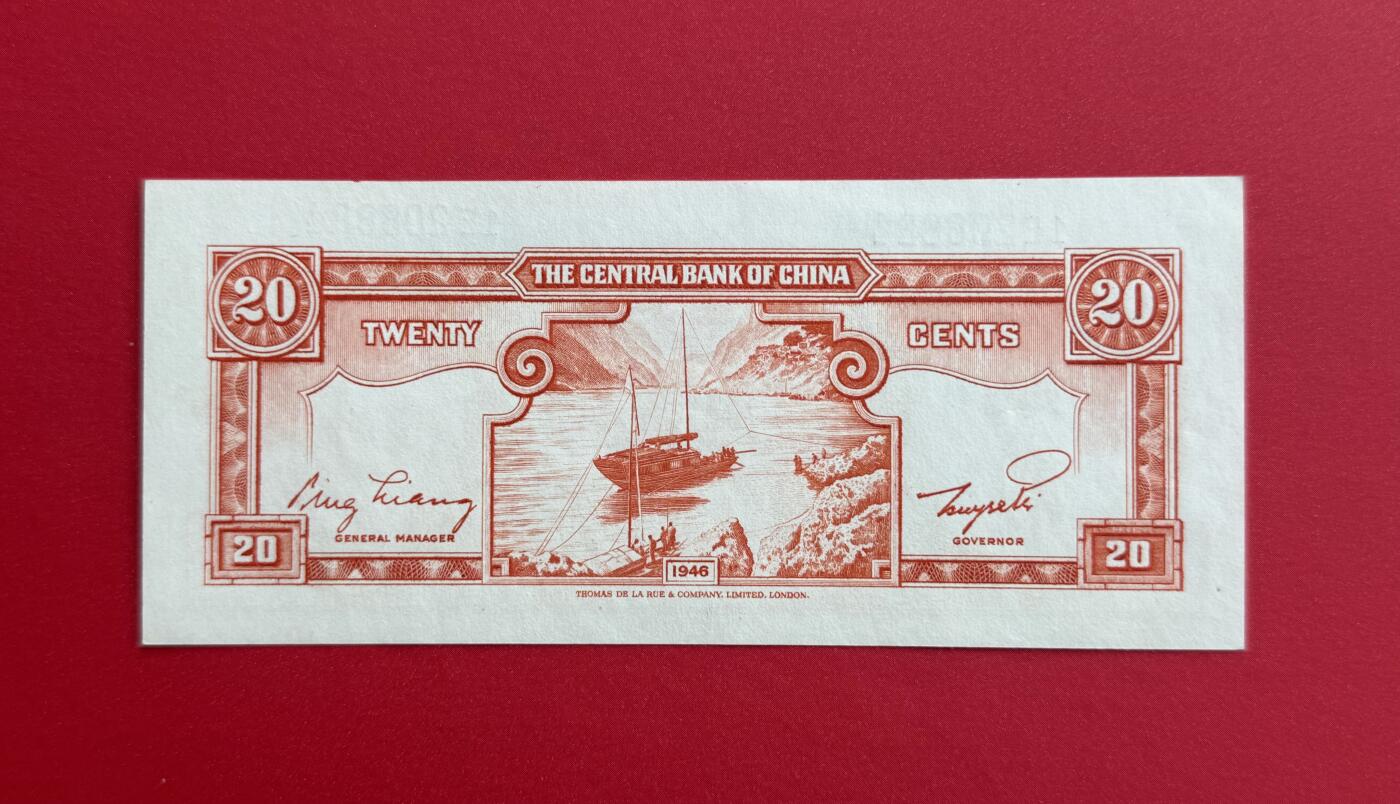 THE CENTRAL BANK OF CHINA
20 20
TWENTY CENTS
GENERAL MANAGER
GOVERNOR
20 1946 20
THOMAS DE LA RUE & COMPANY, LIMITED, LONDON.